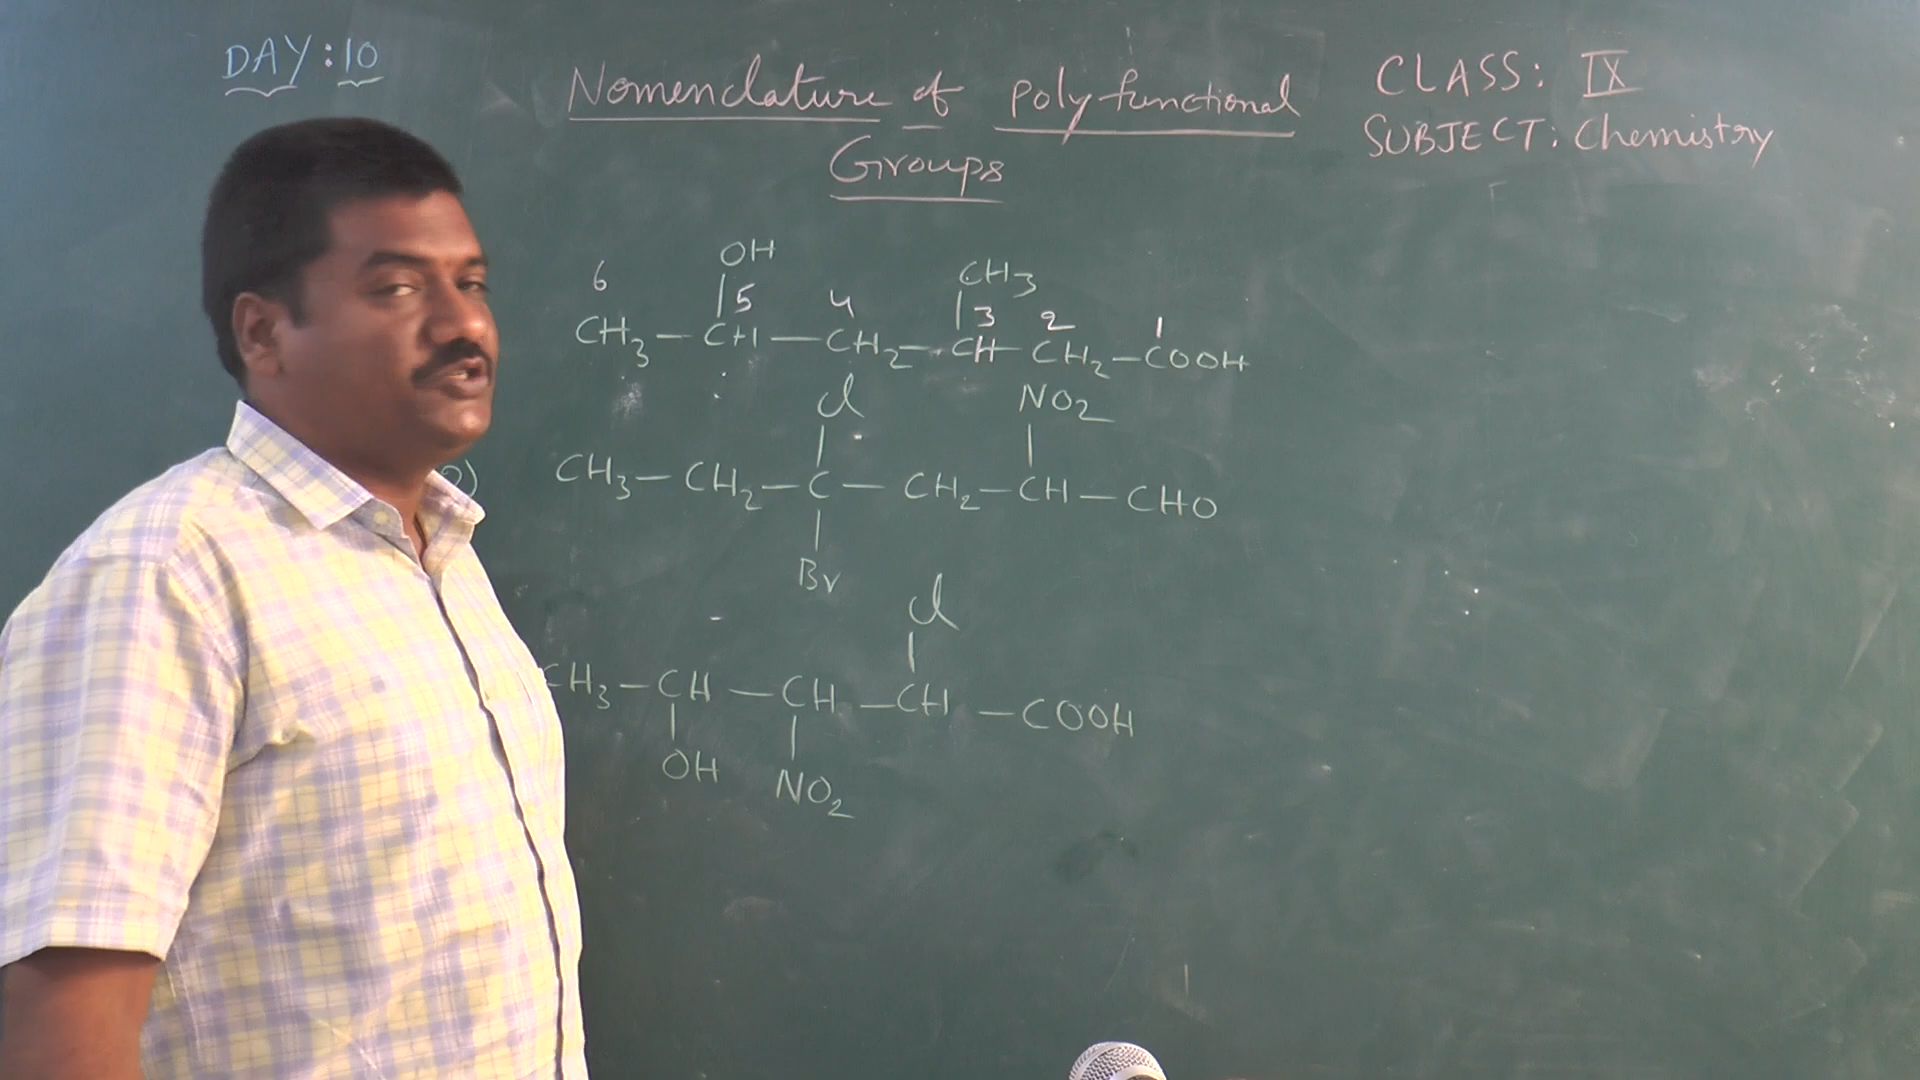 DAY: 10
Nomenclature of polyfunctional
Groups
CLASS: IX
SUBJECT: Chemistry
OH
CH3
6 5 4 3 2 1
CH3 — CH — CH2 — CH — CH2 — COOH
Cl NO2
2) CH3 — CH2 — C — CH2 — CH — CHO
Br
Cl
CH3 — CH — CH — CH — COOH
OH NO2